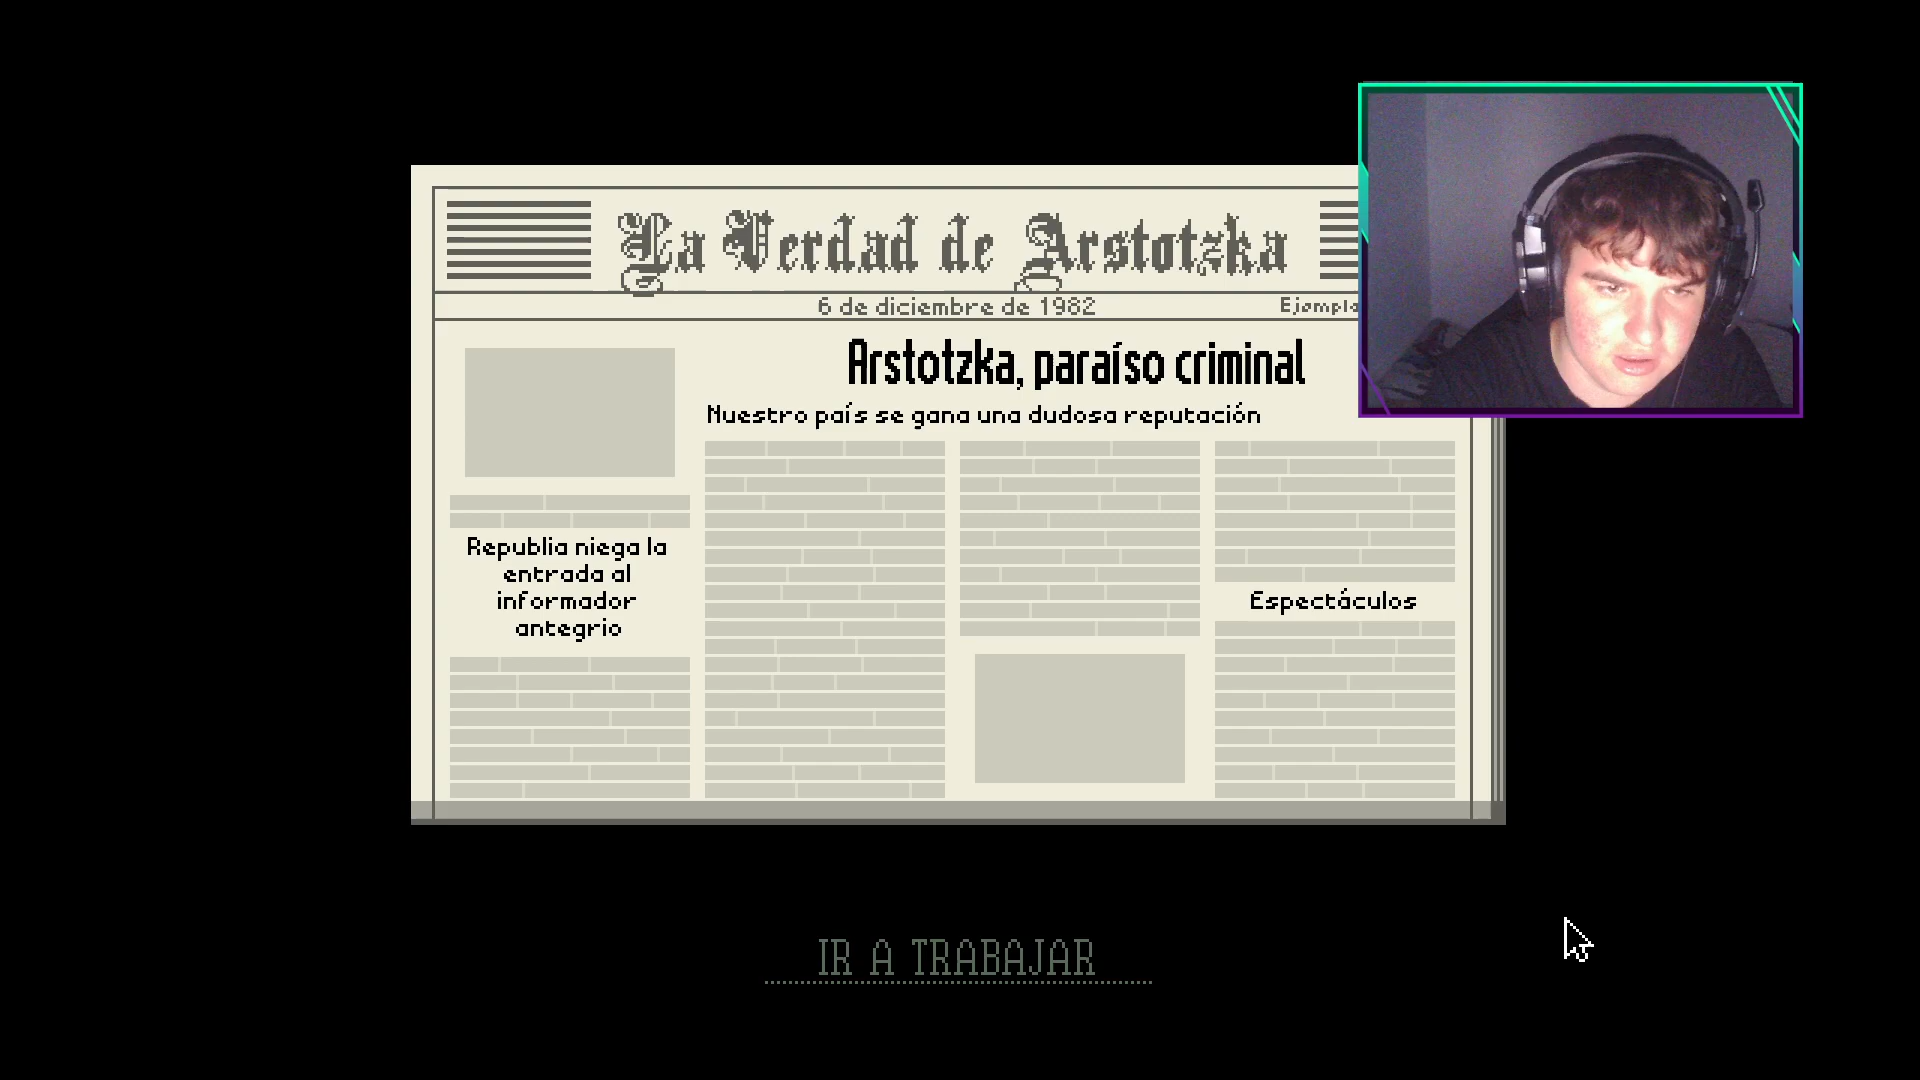 La Verdad de Arstotzka
6 de diciembre de 1982
Arstotzka, paraíso criminal
Nuestro país se gana una dudosa reputación
Republia niega la
entrada al
informador
antegrio
Espectáculos
IR A TRABAJAR